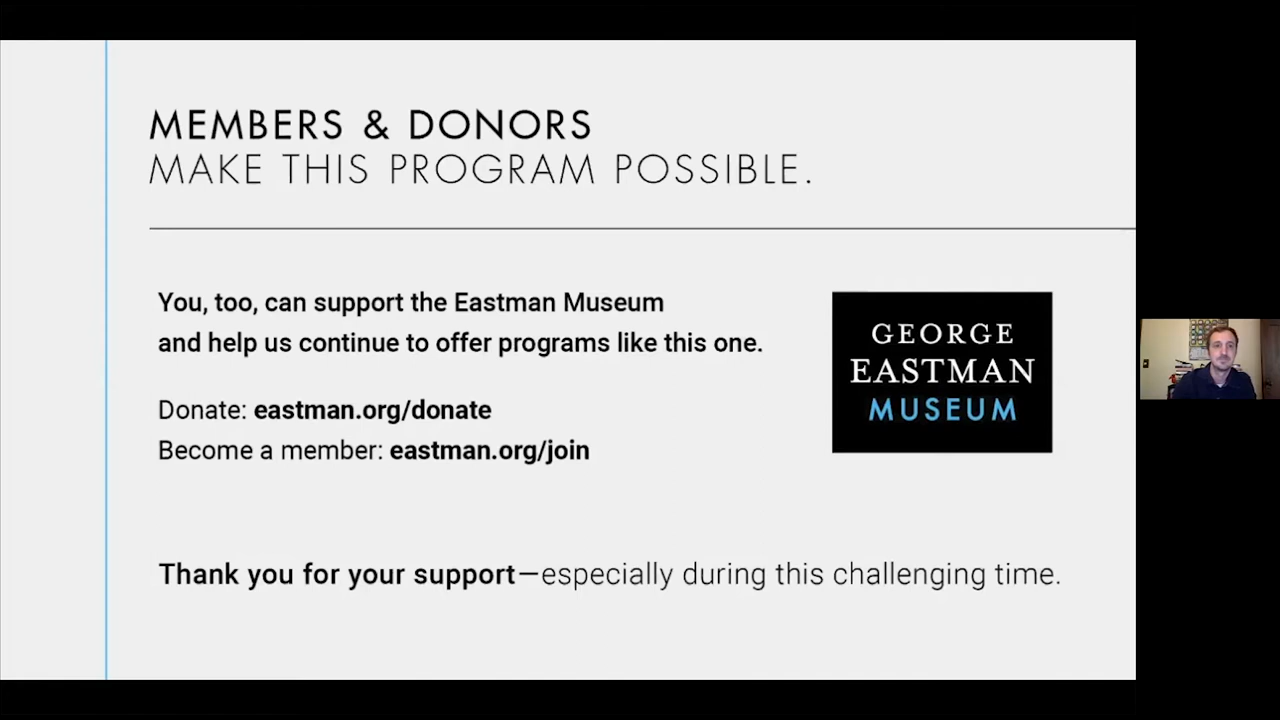 MEMBERS & DONORS
MAKE THIS PROGRAM POSSIBLE.
You, too, can support the Eastman Museum
and help us continue to offer programs like this one.
Donate: eastman.org/donate
Become a member: eastman.org/join
GEORGE
EASTMAN
MUSEUM
Thank you for your support—especially during this challenging time.